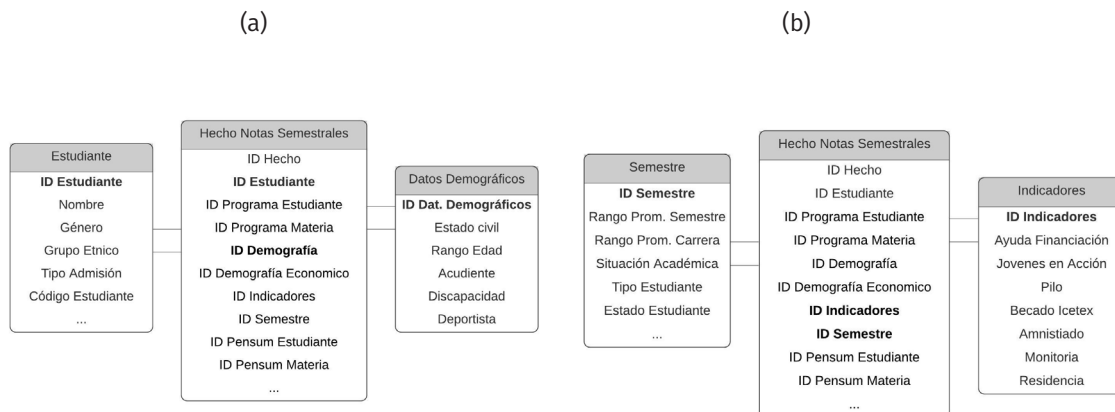 (a)
(b)
Estudiante
ID Estudiante
Nombre
Género
Grupo Etnico
Tipo Admisión
Código Estudiante
...
Hecho Notas Semestrales
ID Hecho
ID Estudiante
ID Programa Estudiante
ID Programa Materia
ID Demografía
ID Demografía Economico
ID Indicadores
ID Semestre
ID Pensum Estudiante
ID Pensum Materia
...
Datos Demográficos
ID Dat. Demográficos
Estado civil
Rango Edad
Acudiente
Discapacidad
Deportista
Semestre
ID Semestre
Rango Prom. Semestre
Rango Prom. Carrera
Situación Académica
Tipo Estudiante
Estado Estudiante
...
Hecho Notas Semestrales
ID Hecho
ID Estudiante
ID Programa Estudiante
ID Programa Materia
ID Demografía
ID Demografía Economico
ID Indicadores
ID Semestre
ID Pensum Estudiante
ID Pensum Materia
...
Indicadores
ID Indicadores
Ayuda Financiación
Jovenes en Acción
Pilo
Becado Icetex
Amnistiado
Monitoria
Residencia